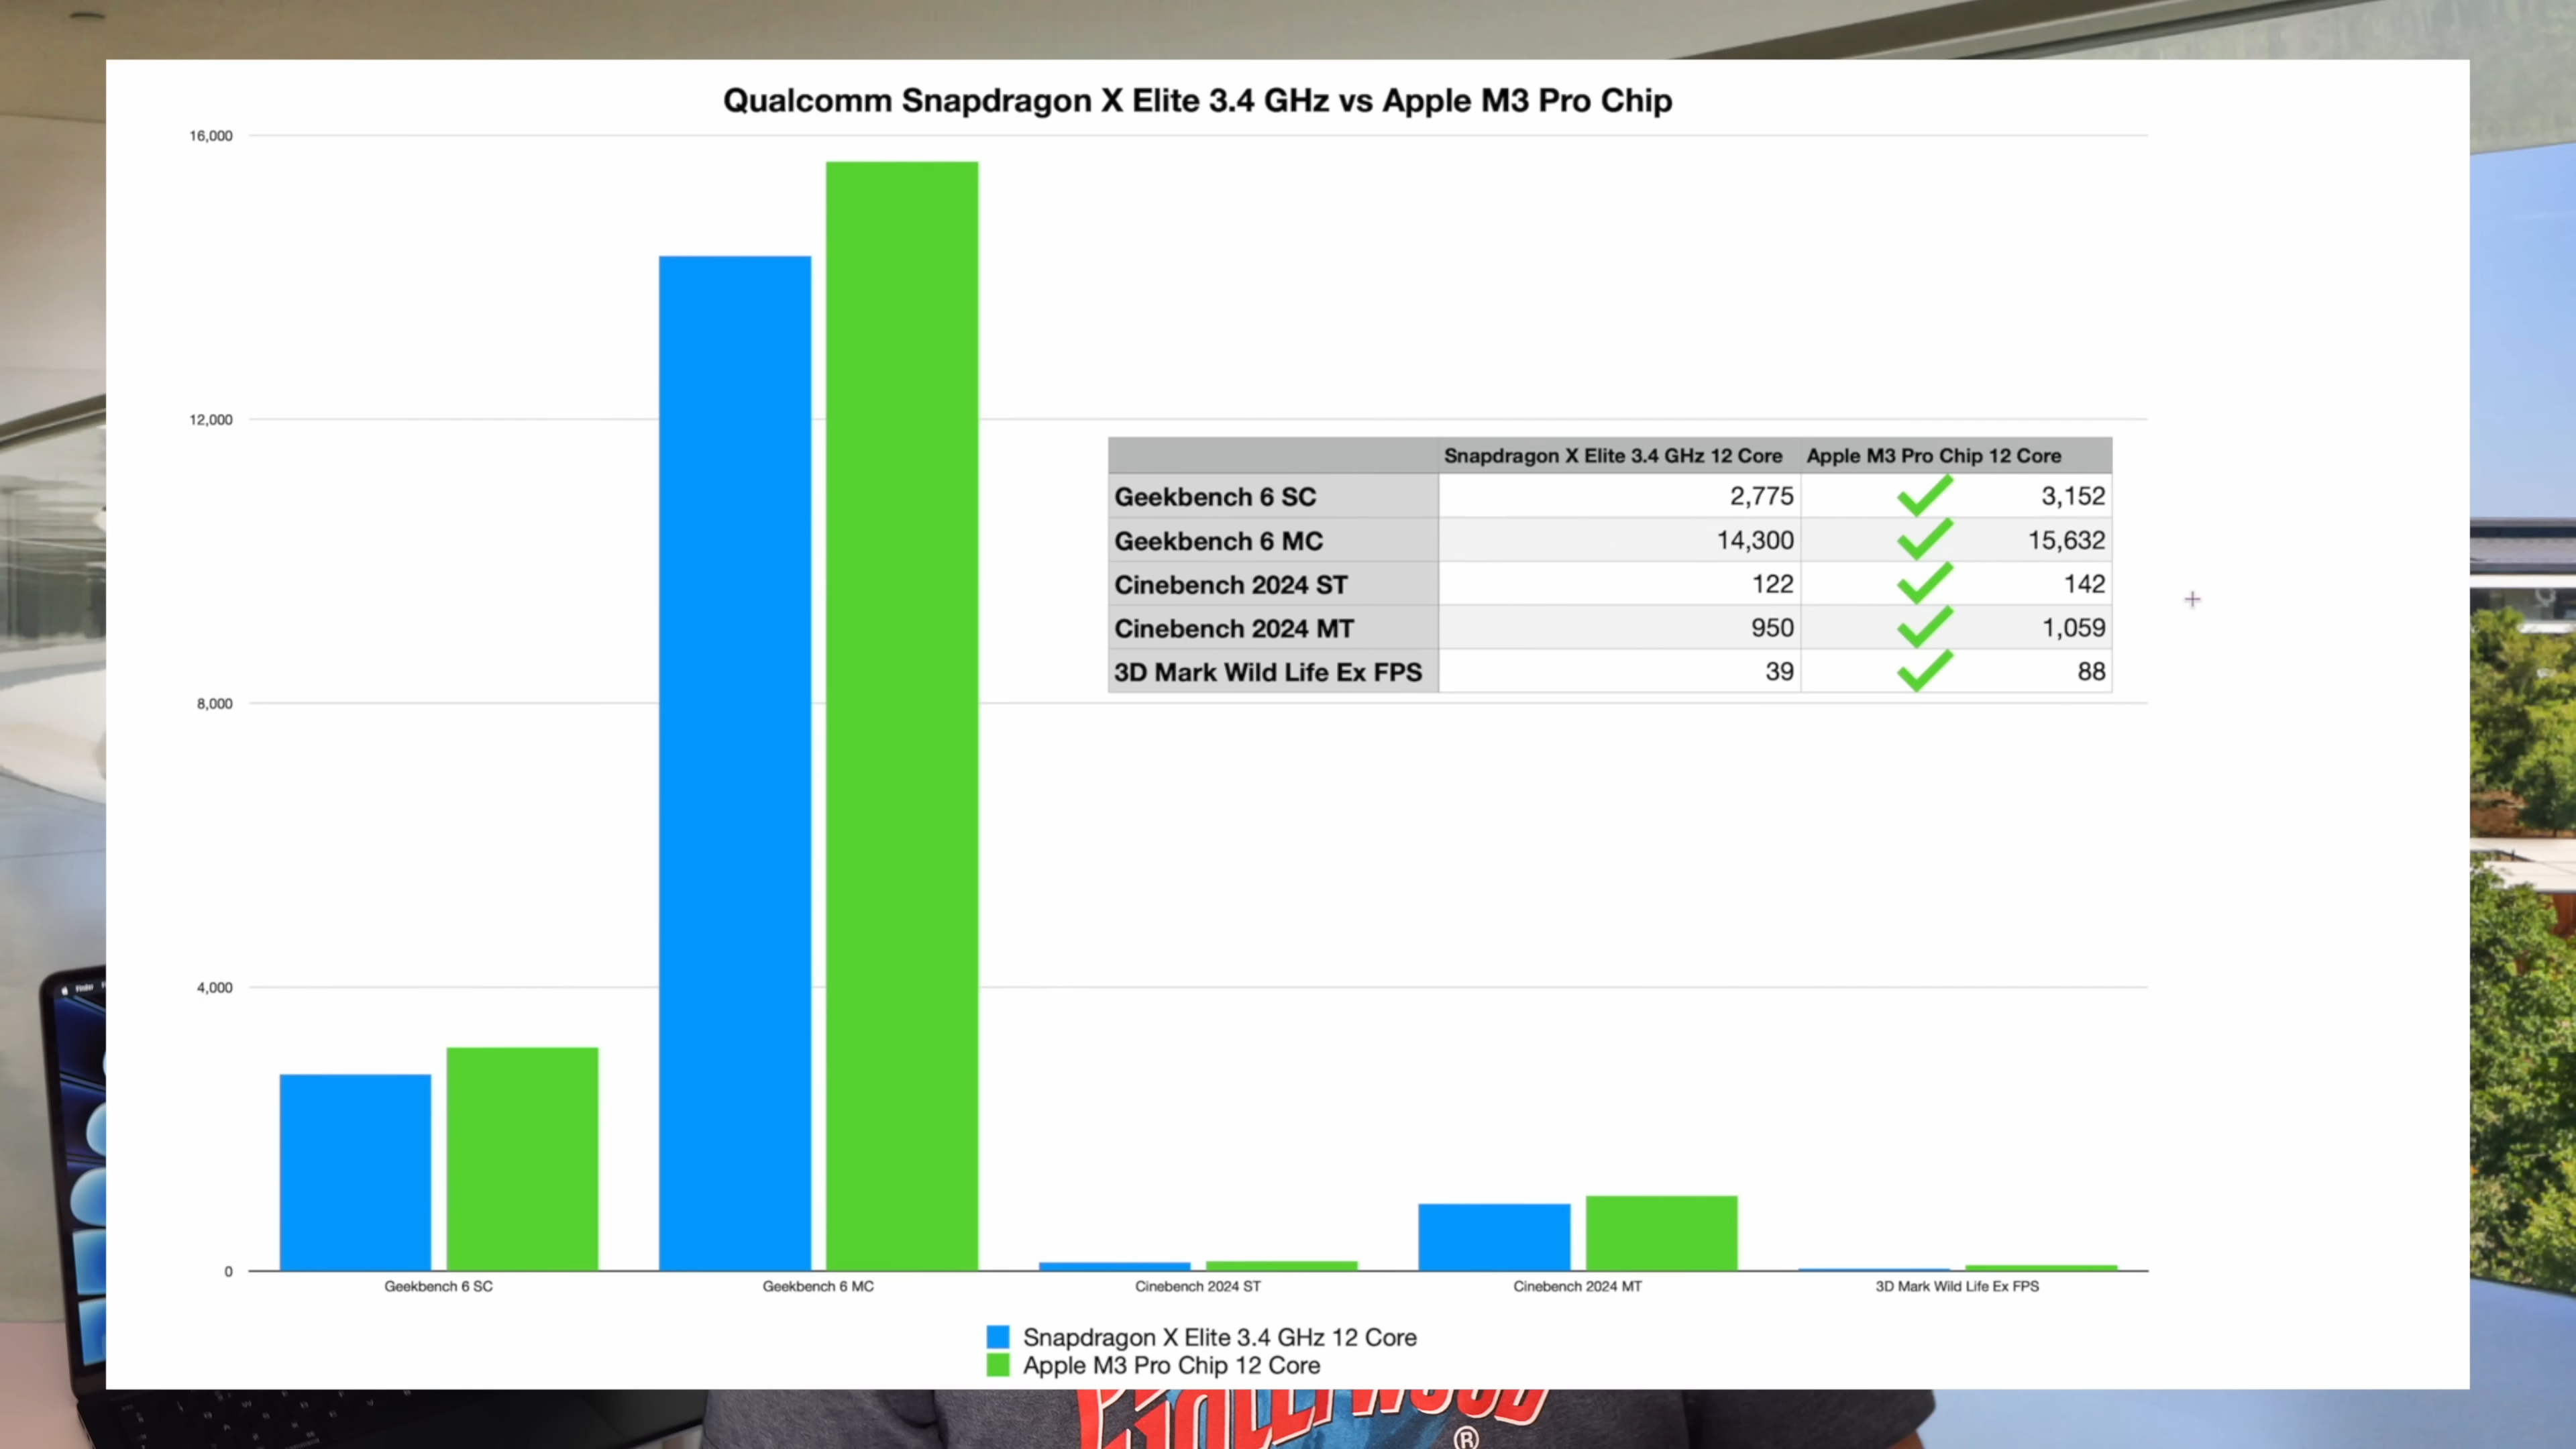 Qualcomm Snapdragon X Elite 3.4 GHz vs Apple M3 Pro Chip
16,000
12,000
8,000
4,000
0
Snapdragon X Elite 3.4 GHz 12 Core Apple M3 Pro Chip 12 Core
Geekbench 6 SC 2,775 3,152
Geekbench 6 MC 14,300 15,632
Cinebench 2024 ST 122 142
Cinebench 2024 MT 950 1,059
3D Mark Wild Life Ex FPS 39 88
Geekbench 6 SC Geekbench 6 MC Cinebench 2024 ST Cinebench 2024 MT 3D Mark Wild Life Ex FPS
Snapdragon X Elite 3.4 GHz 12 Core
Apple M3 Pro Chip 12 Core
HOLLYWOOD
®